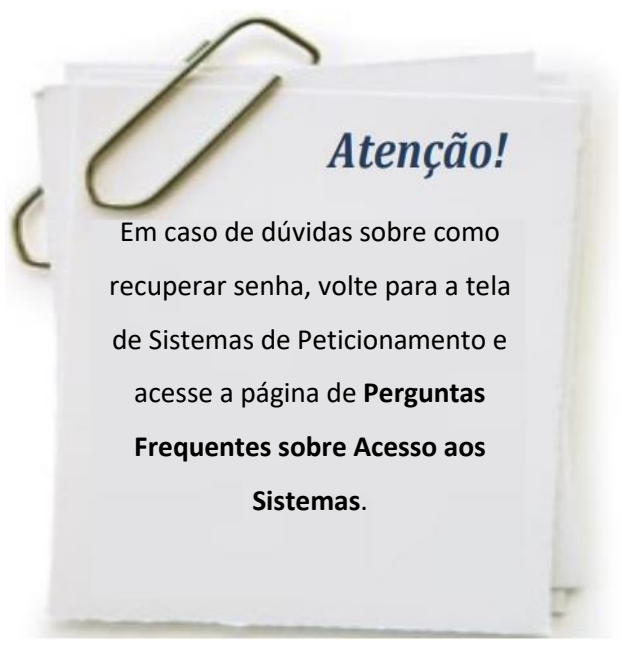 Atenção!
Em caso de dúvidas sobre como
recuperar senha, volte para a tela
de Sistemas de Peticionamento e
acesse a página de Perguntas
Frequentes sobre Acesso aos
Sistemas.